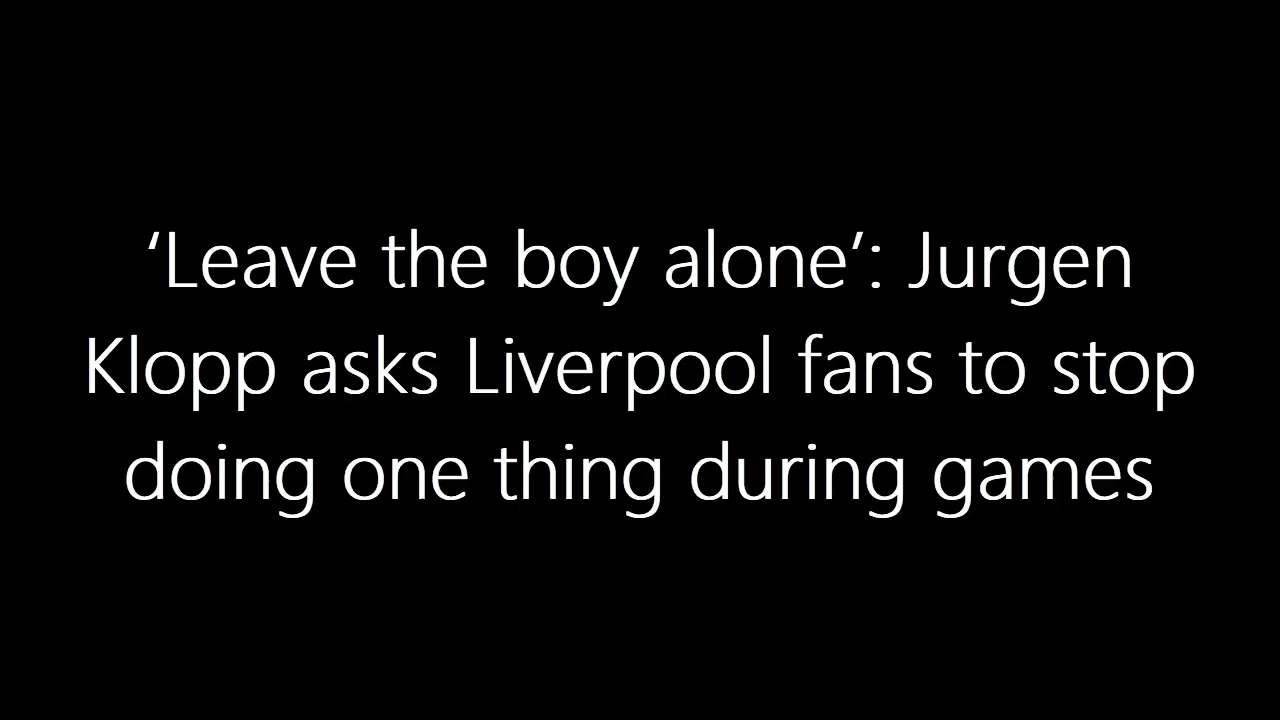 ‘Leave the boy alone’: Jurgen
Klopp asks Liverpool fans to stop
doing one thing during games